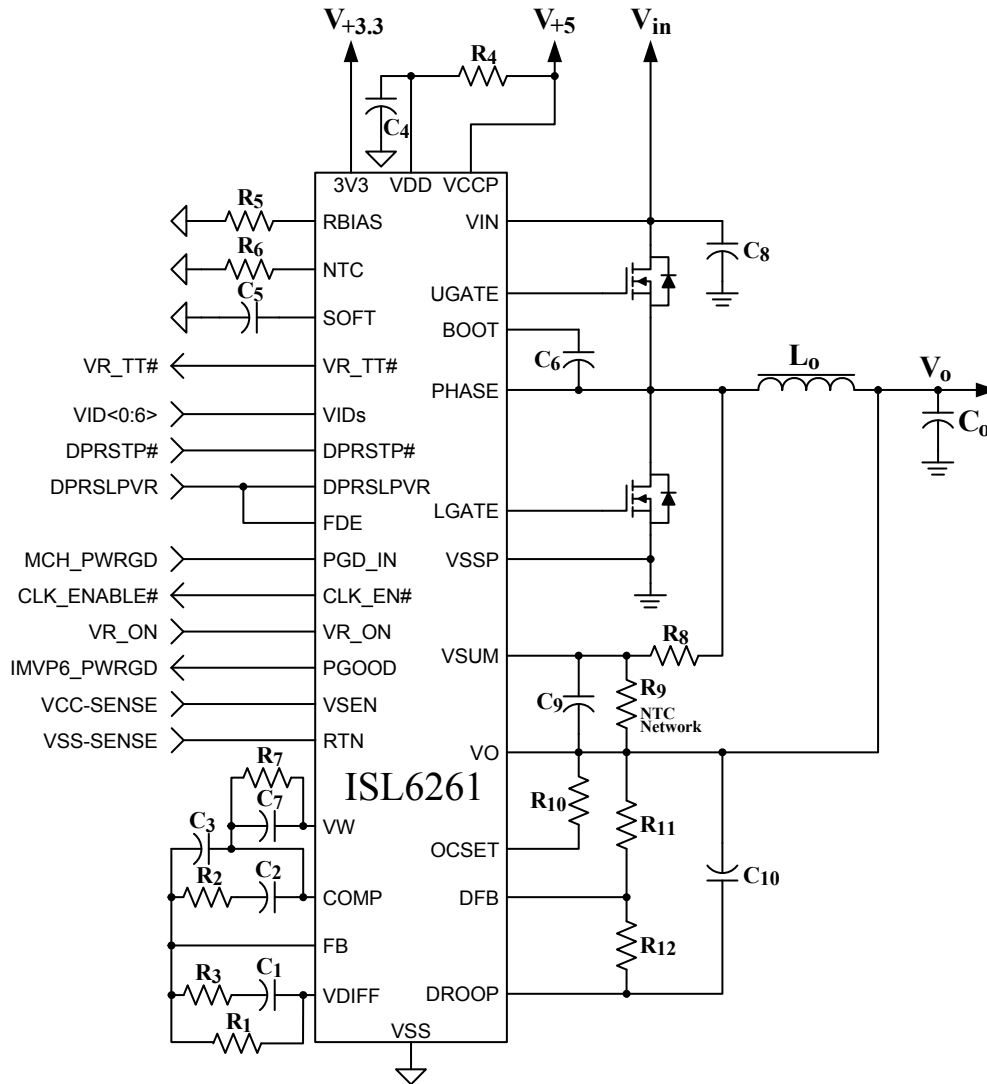 V+3.3
V+5
Vin
R4
C4
3V3
VDD
VCCP
R5
RBIAS
VIN
C8
R6
NTC
C5
UGATE
SOFT
BOOT
VR_TT#
VR_TT#
C6
Lo
Vo
PHASE
VID<0:6>
VIDs
Co
DPRSTP#
DPRSTP#
DPRSLPVR
DPRSLPVR
LGATE
FDE
MCH_PWRGD
PGD_IN
VSSP
CLK_ENABLE#
CLK_EN#
VR_ON
VR_ON
R8
IMVP6_PWRGD
PGOOD
VSUM
VCC-SENSE
VSEN
C9
R9
NTC
Network
VSS-SENSE
RTN
VO
R7
ISL6261
R10
C7
VW
C3
R11
OCSET
R2
C2
COMP
DFB
C10
FB
R12
R3
C1
VDIFF
DROOP
R1
VSS